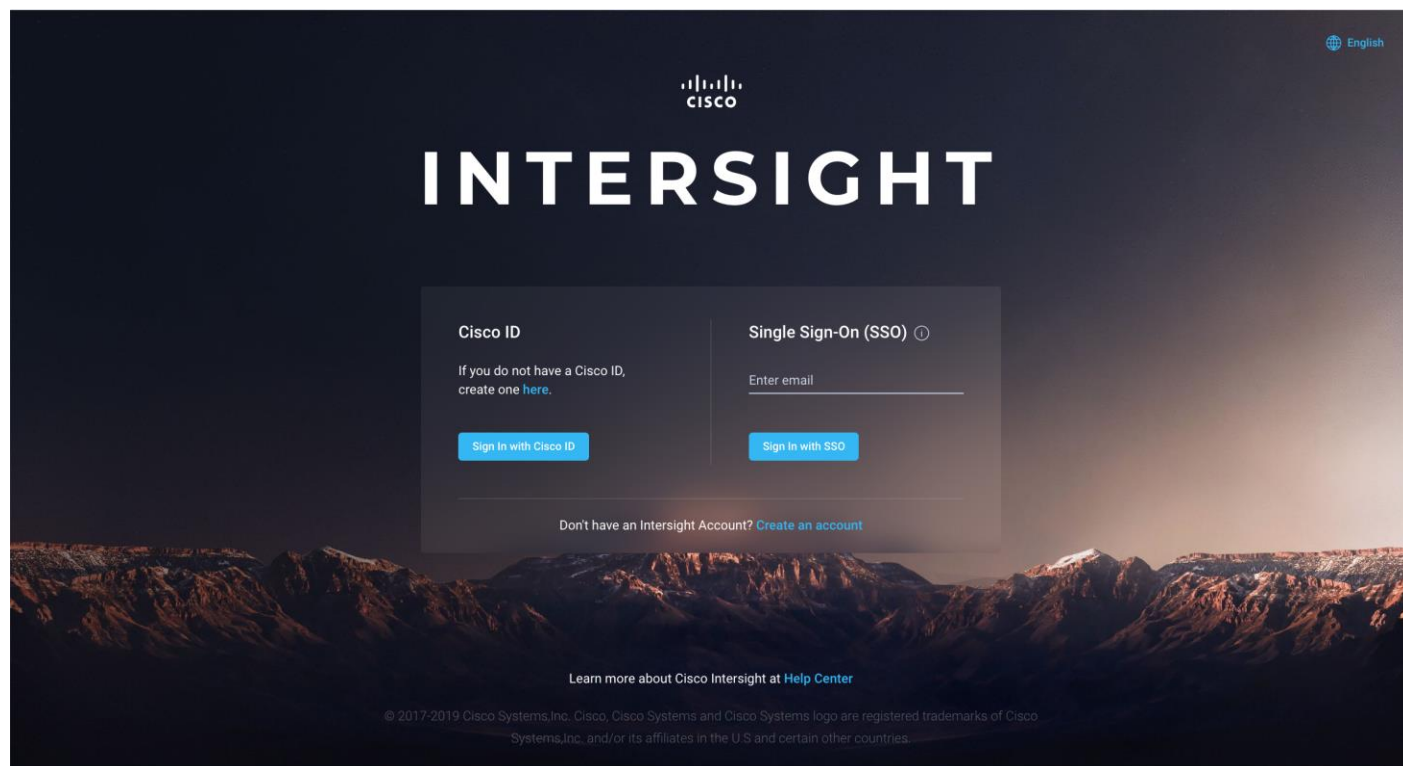 English
CISCO
INTERSIGHT
Cisco ID
If you do not have a Cisco ID,
create one here.
Sign In with Cisco ID
Single Sign-On (SSO)
Enter email
Sign In with SSO
Don't have an Intersight Account? Create an account
Learn more about Cisco Intersight at Help Center
© 2017-2019 Cisco Systems,Inc. Cisco, Cisco Systems and Cisco Systems logo are registered trademarks of Cisco
Systems,Inc. and/or its affiliates in the U.S and certain other countries.